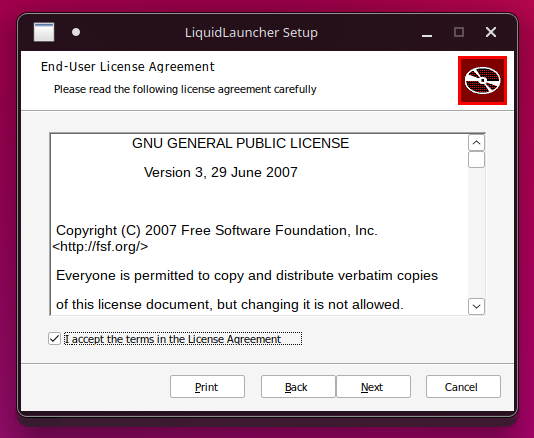 LiquidLauncher Setup
End-User License Agreement
Please read the following license agreement carefully
GNU GENERAL PUBLIC LICENSE
Version 3, 29 June 2007
Copyright (C) 2007 Free Software Foundation, Inc.
<http://fsf.org/>
Everyone is permitted to copy and distribute verbatim copies
of this license document, but changing it is not allowed.
I accept the terms in the License Agreement
Print Back Next Cancel